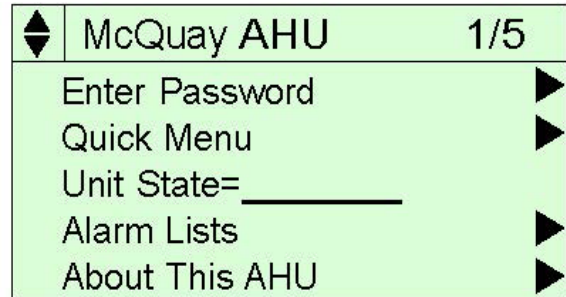 McQuay AHU 1/5
Enter Password
Quick Menu
Unit State=________
Alarm Lists
About This AHU